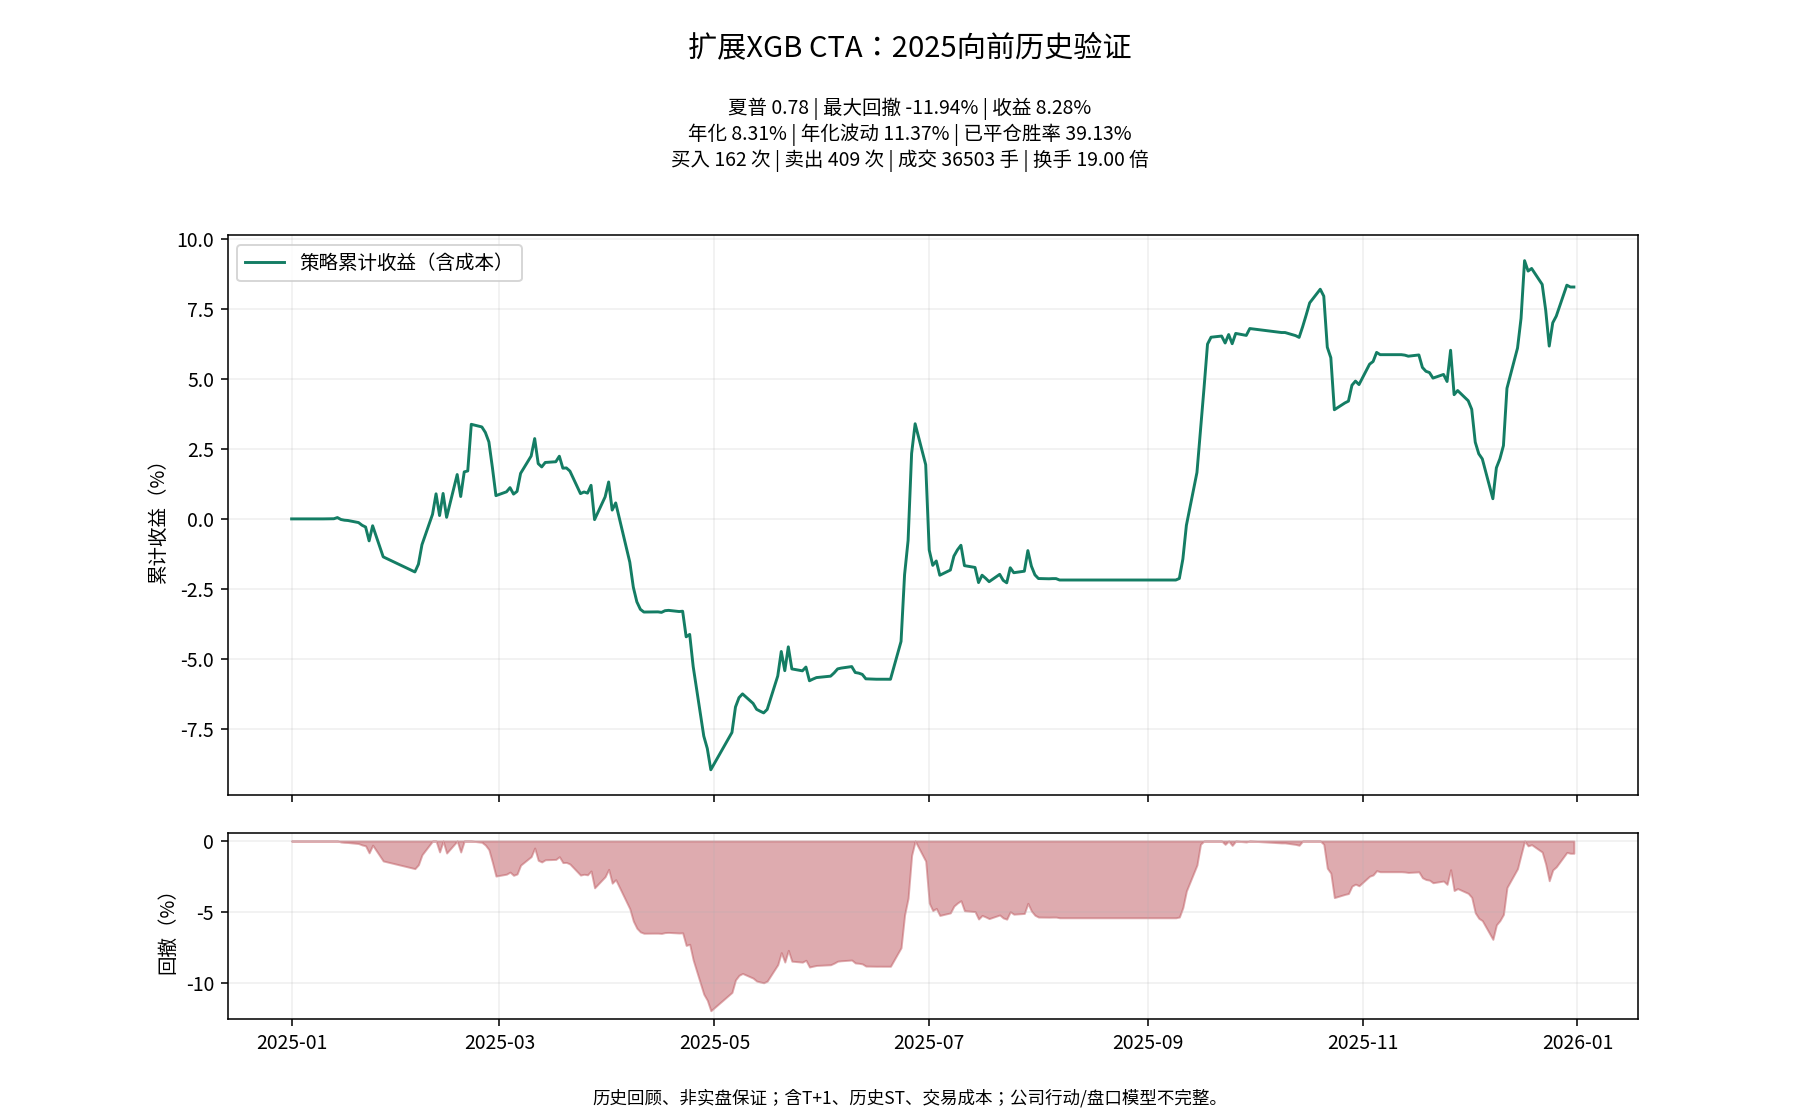 扩展XGB CTA：2025向前历史验证
夏普 0.78 | 最大回撤 -11.94% | 收益 8.28%
年化 8.31% | 年化波动 11.37% | 已平仓胜率 39.13%
买入 162 次 | 卖出 409 次 | 成交 36503 手 | 换手 19.00 倍
策略累计收益（含成本）
累计收益（%）
10.0
7.5
5.0
2.5
0.0
-2.5
-5.0
-7.5
回撤（%）
0
-5
-10
2025-01
2025-03
2025-05
2025-07
2025-09
2025-11
2026-01
历史回顾、非实盘保证；含T+1、历史ST、交易成本；公司行动/盘口模型不完整。